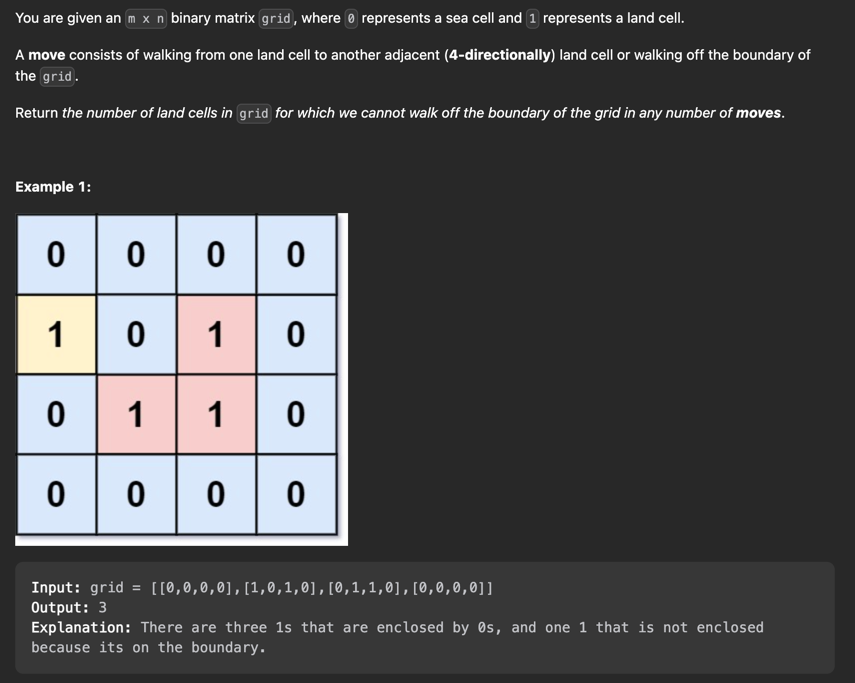 You are given an m x n binary matrix grid, where 0 represents a sea cell and 1 represents a land cell.
A move consists of walking from one land cell to another adjacent (4-directionally) land cell or walking off the boundary of
the grid.
Return the number of land cells in grid for which we cannot walk off the boundary of the grid in any number of moves.
Example 1:
0 0 0 0
1 0 1 0
0 1 1 0
0 0 0 0
Input: grid = [[0,0,0,0],[1,0,1,0],[0,1,1,0],[0,0,0,0]]
Output: 3
Explanation: There are three 1s that are enclosed by 0s, and one 1 that is not enclosed
because its on the boundary.